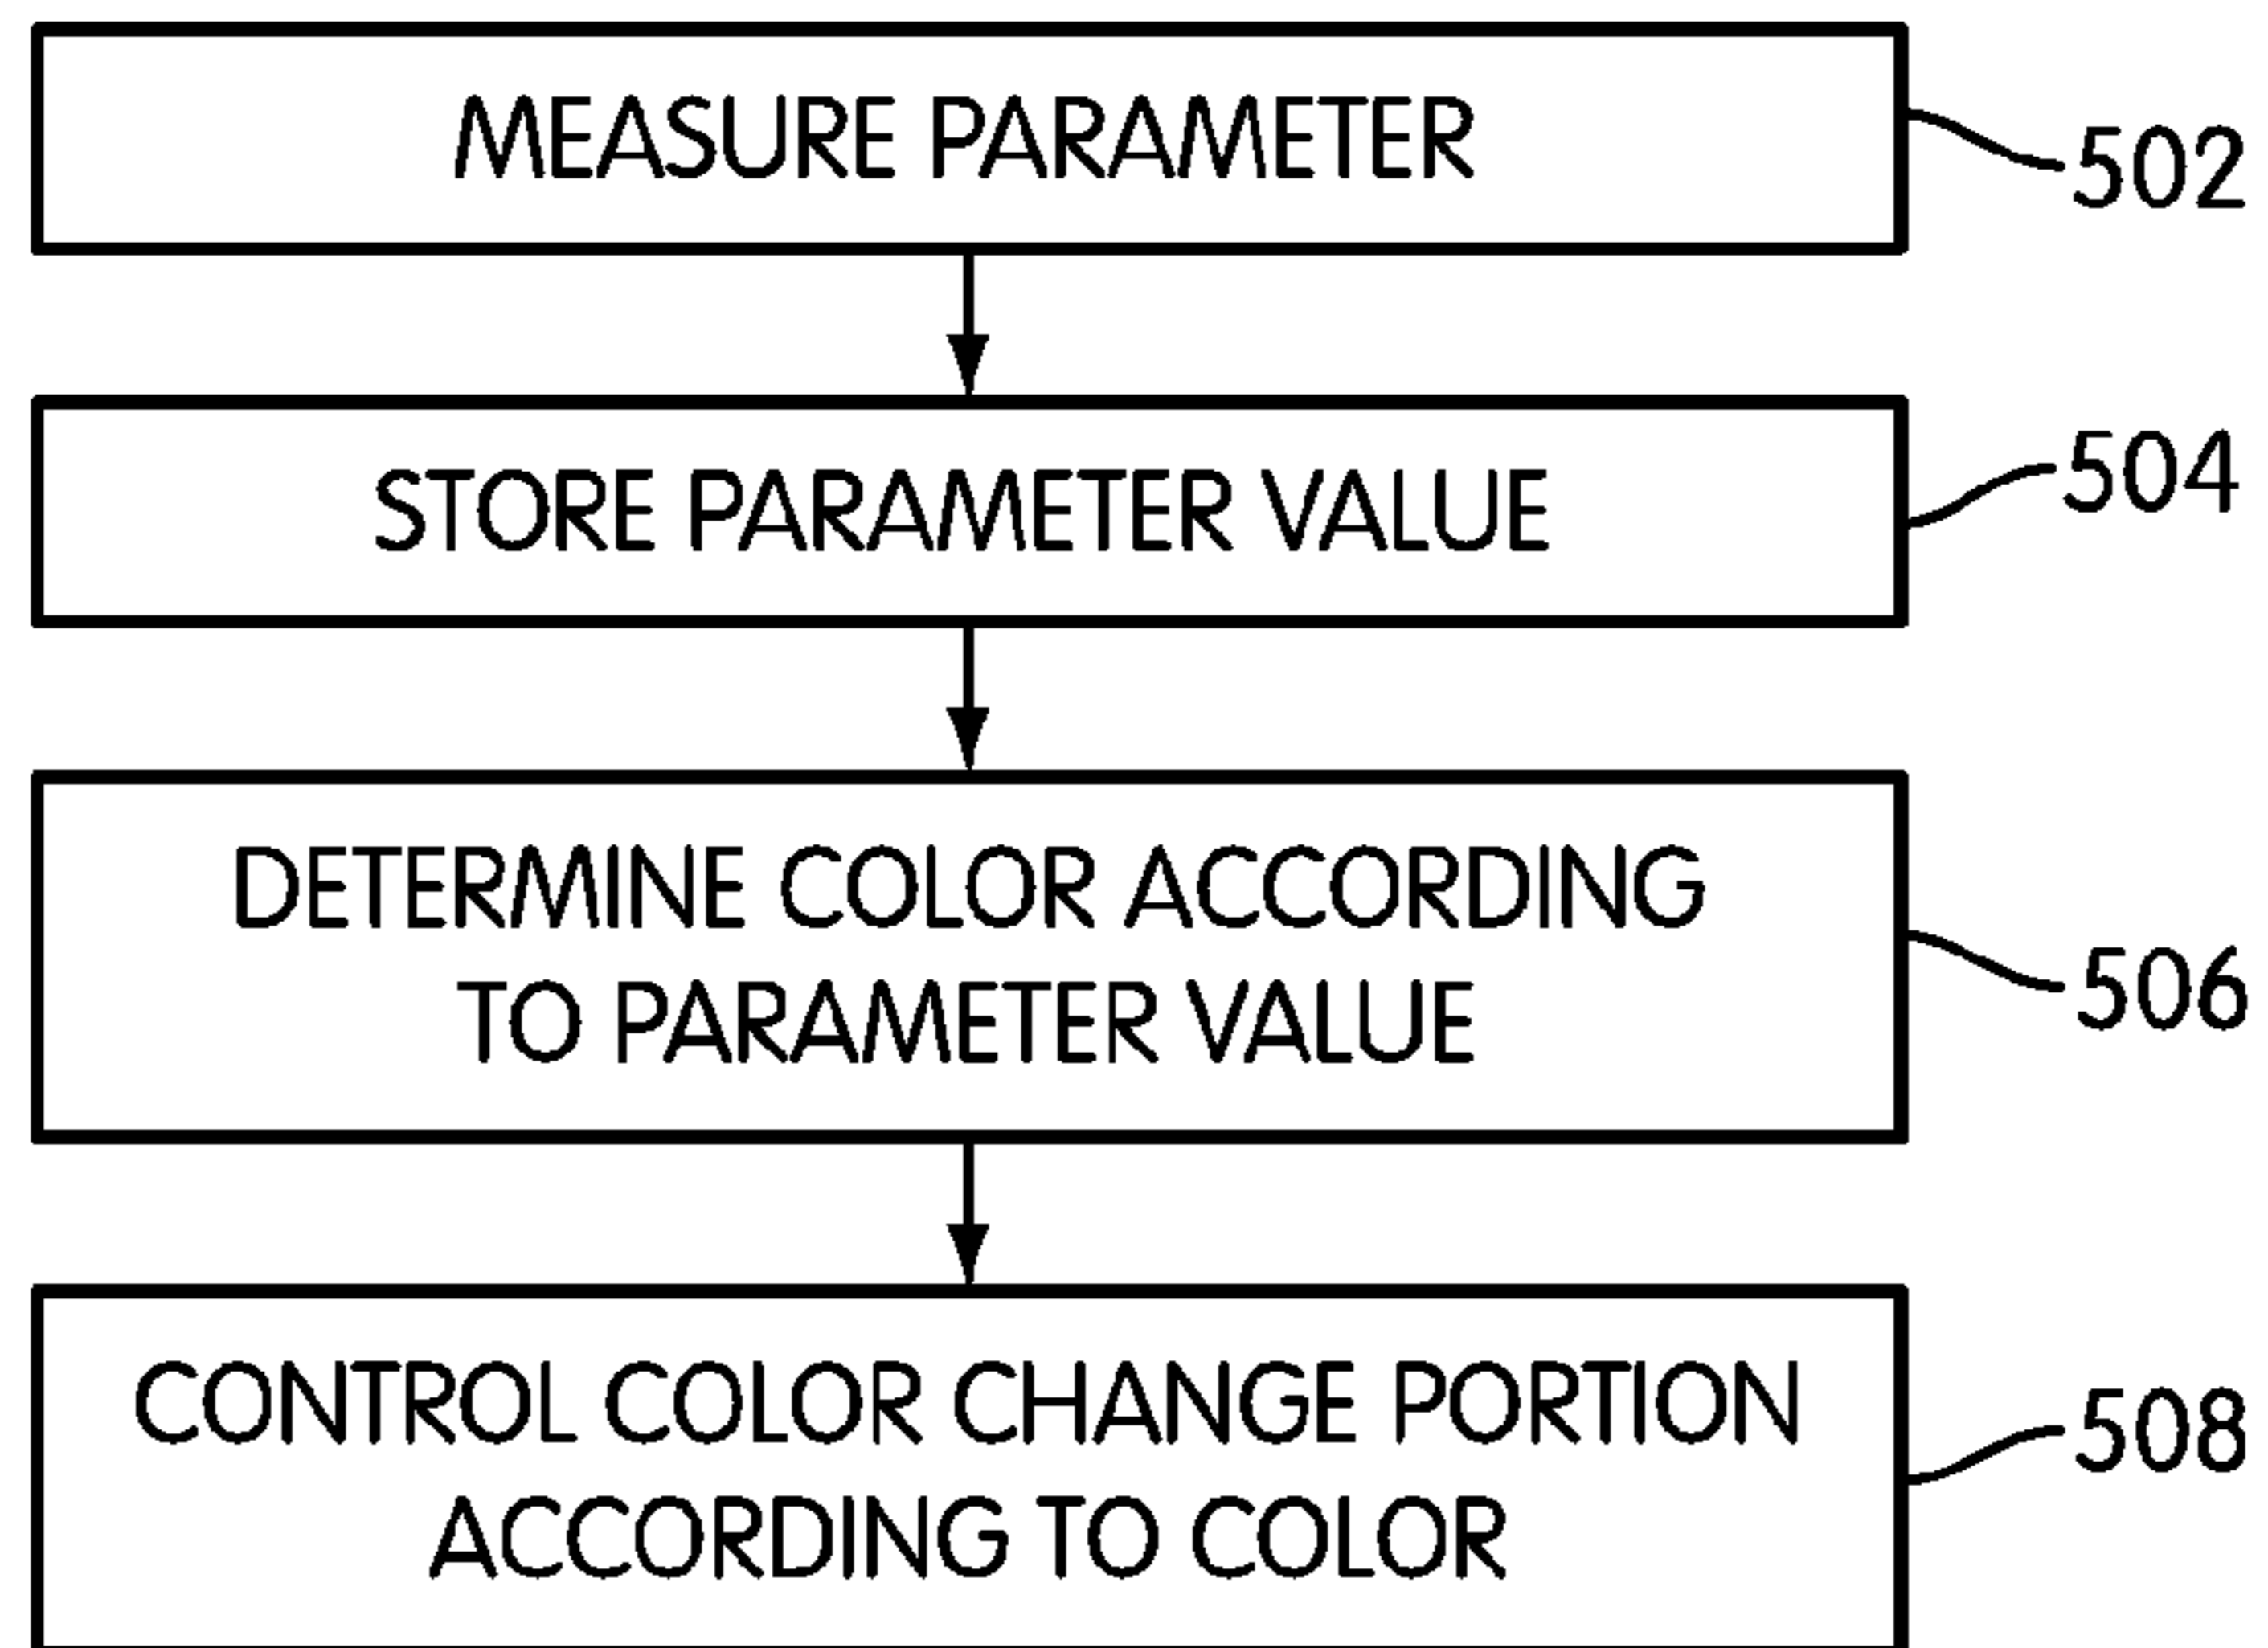 MEASURE PARAMETER
502
STORE PARAMETER VALUE
504
DETERMINE COLOR ACCORDING
TO PARAMETER VALUE
506
CONTROL COLOR CHANGE PORTION
ACCORDING TO COLOR
508